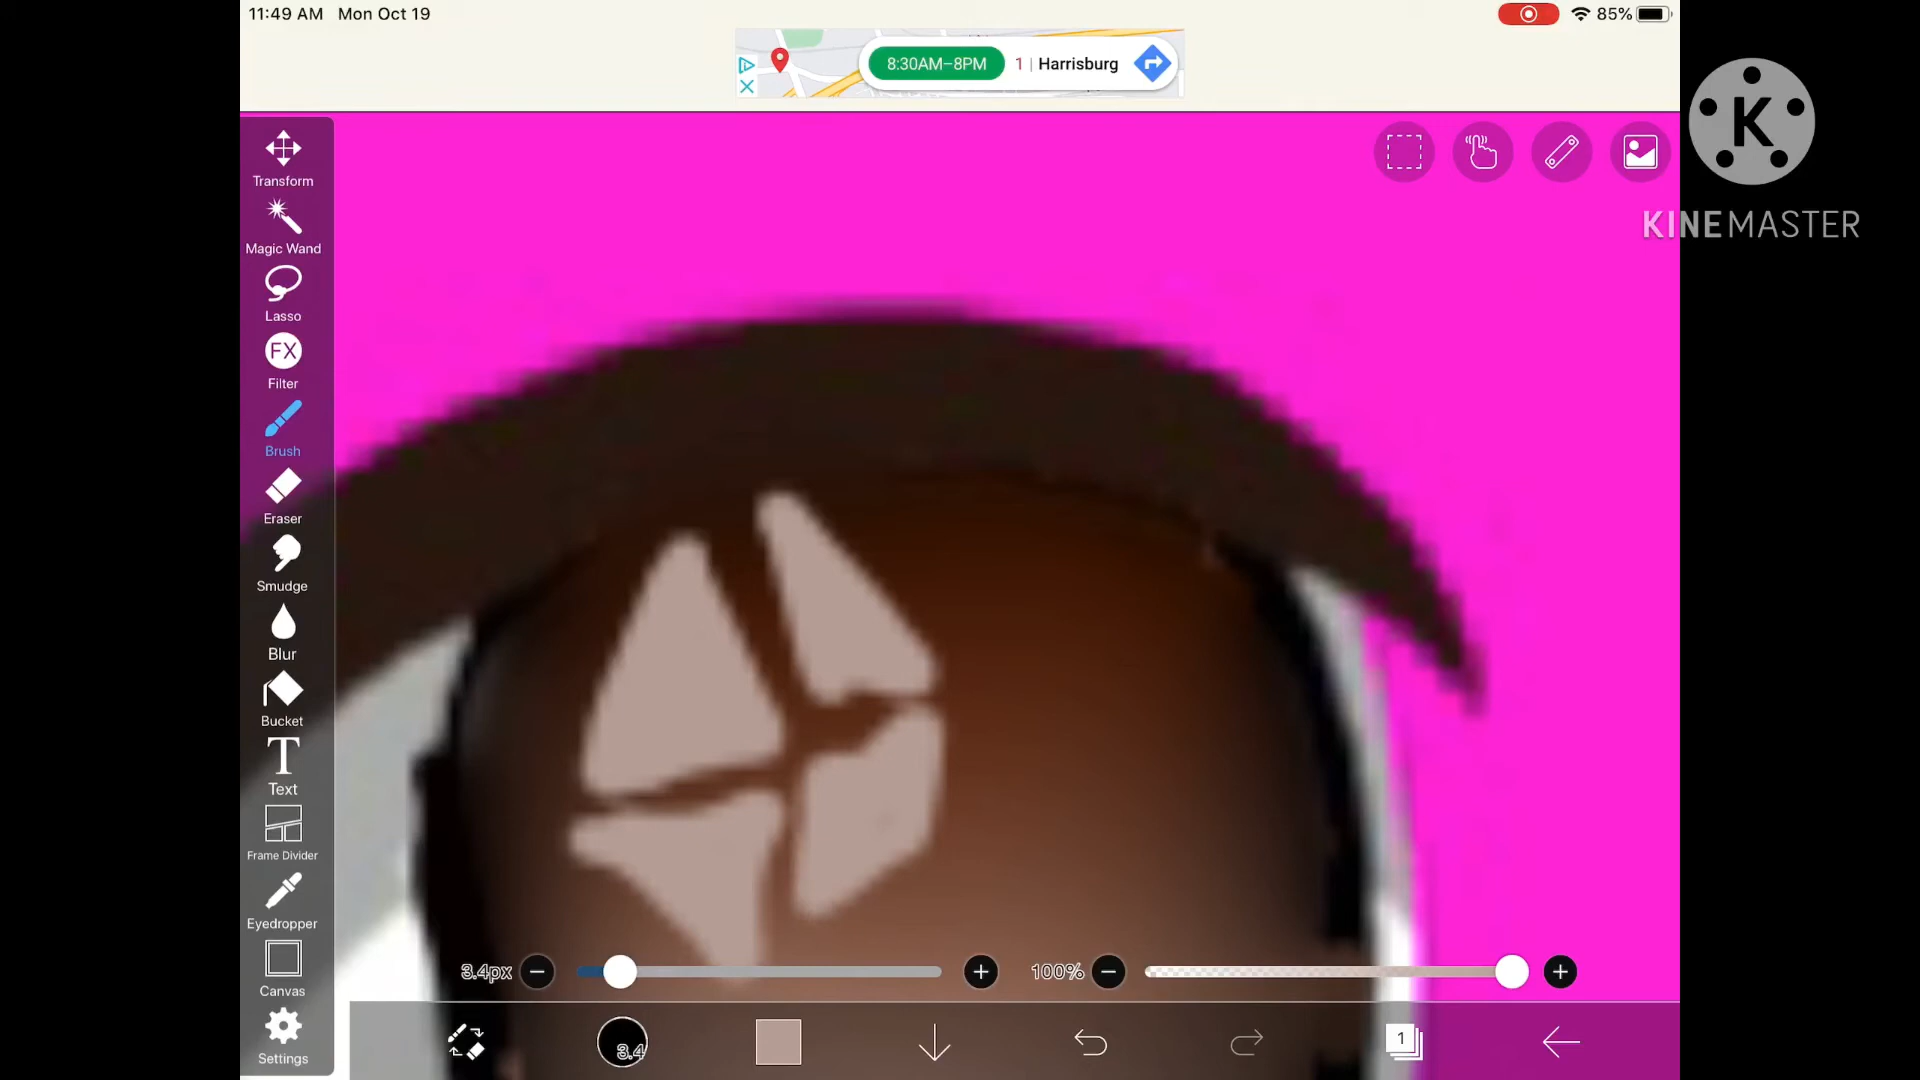 11:49 AM Mon Oct 19
85%
8:30AM–8PM 1 | Harrisburg
K
KINEMASTER
Transform
Magic Wand
Lasso
FX
Filter
Brush
Eraser
Smudge
Blur
Bucket
T
Text
Frame Divider
Eyedropper
Canvas
Settings
3.4px
100%
3.4
1